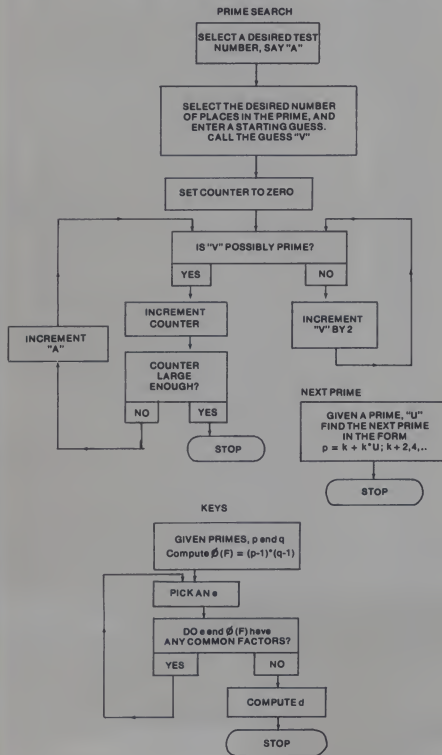 PRIME SEARCH
SELECT A DESIRED TEST
NUMBER, SAY "A"
SELECT THE DESIRED NUMBER
OF PLACES IN THE PRIME, AND
ENTER A STARTING GUESS.
CALL THE GUESS "V"
SET COUNTER TO ZERO
IS "V" POSSIBLY PRIME?
YES
NO
INCREMENT
COUNTER
INCREMENT
"V" BY 2
INCREMENT
"A"
COUNTER
LARGE
ENOUGH?
NO
YES
STOP
NEXT PRIME
GIVEN A PRIME, "U"
FIND THE NEXT PRIME
IN THE FORM
p = k + k*U; k + 2,4,..
STOP
KEYS
GIVEN PRIMES, p and q
Compute Ø (F) = (p-1)*(q-1)
PICK AN e
DO e and Ø (F) have
ANY COMMON FACTORS?
YES
NO
COMPUTE d
STOP